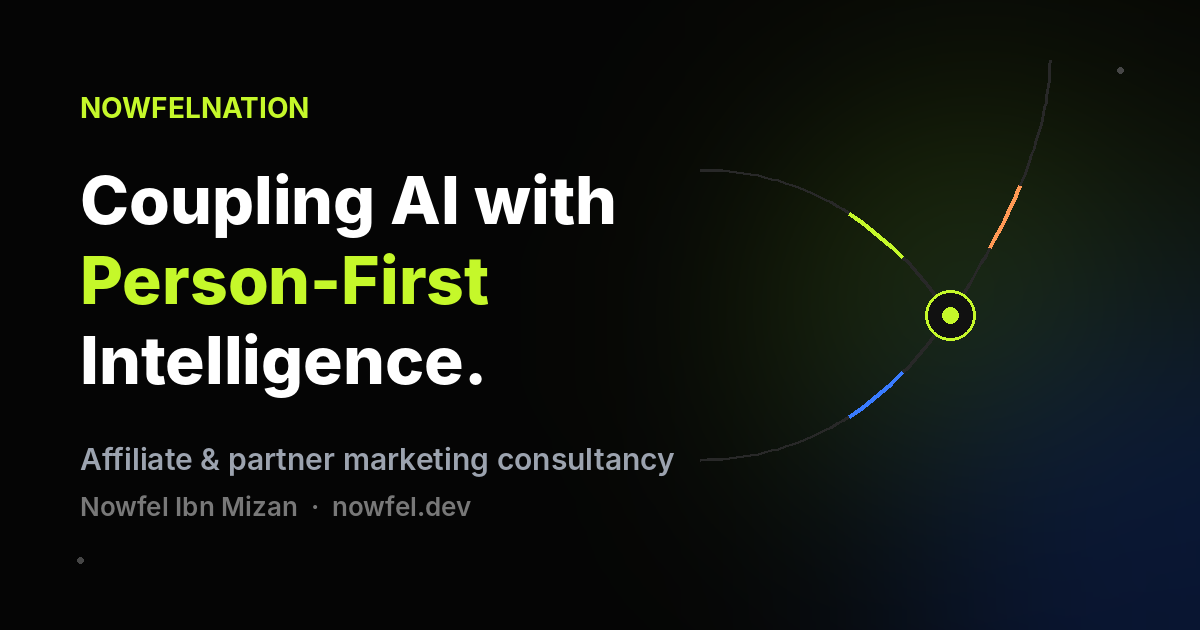 NOWFELNATION
Coupling AI with
Person-First
Intelligence.
Affiliate & partner marketing consultancy
Nowfel Ibn Mizan · nowfel.dev